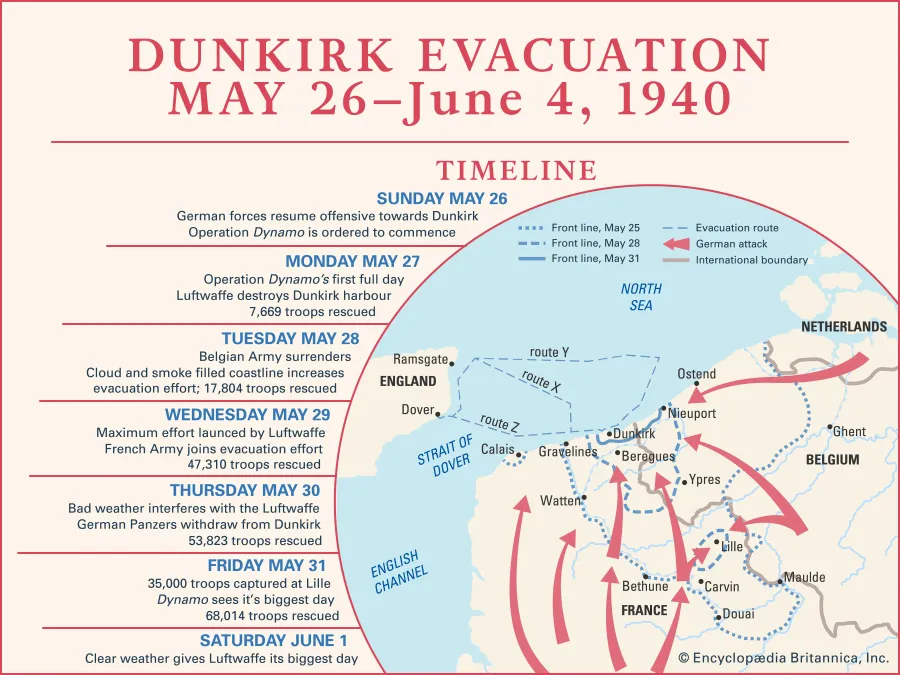 DUNKIRK EVACUATION
MAY 26–June 4, 1940
TIMELINE
SUNDAY MAY 26
German forces resume offensive towards Dunkirk
Operation Dynamo is ordered to commence
MONDAY MAY 27
Operation Dynamo's first full day
Luftwaffe destroys Dunkirk harbour
7,669 troops rescued
TUESDAY MAY 28
Belgian Army surrenders
Cloud and smoke filled coastline increases
evacuation effort; 17,804 troops rescued
WEDNESDAY MAY 29
Maximum effort launced by Luftwaffe
French Army joins evacuation effort
47,310 troops rescued
THURSDAY MAY 30
Bad weather interferes with the Luftwaffe
German Panzers withdraw from Dunkirk
53,823 troops rescued
FRIDAY MAY 31
35,000 troops captured at Lille
Dynamo sees it's biggest day
68,014 troops rescued
SATURDAY JUNE 1
Clear weather gives Luftwaffe its biggest day
Front line, May 25
Front line, May 28
Front line, May 31
Evacuation route
German attack
International boundary
NORTH
SEA
NETHERLANDS
Ramsgate
ENGLAND
Dover
route Y
route X
route Z
Ostend
Nieuport
STRAIT OF
DOVER
Calais
Gravelines
Dunkirk
Beregues
Ghent
BELGIUM
Ypres
Watten
Lille
ENGLISH
CHANNEL
Bethune
Carvin
Maulde
FRANCE
Douai
© Encyclopædia Britannica, Inc.